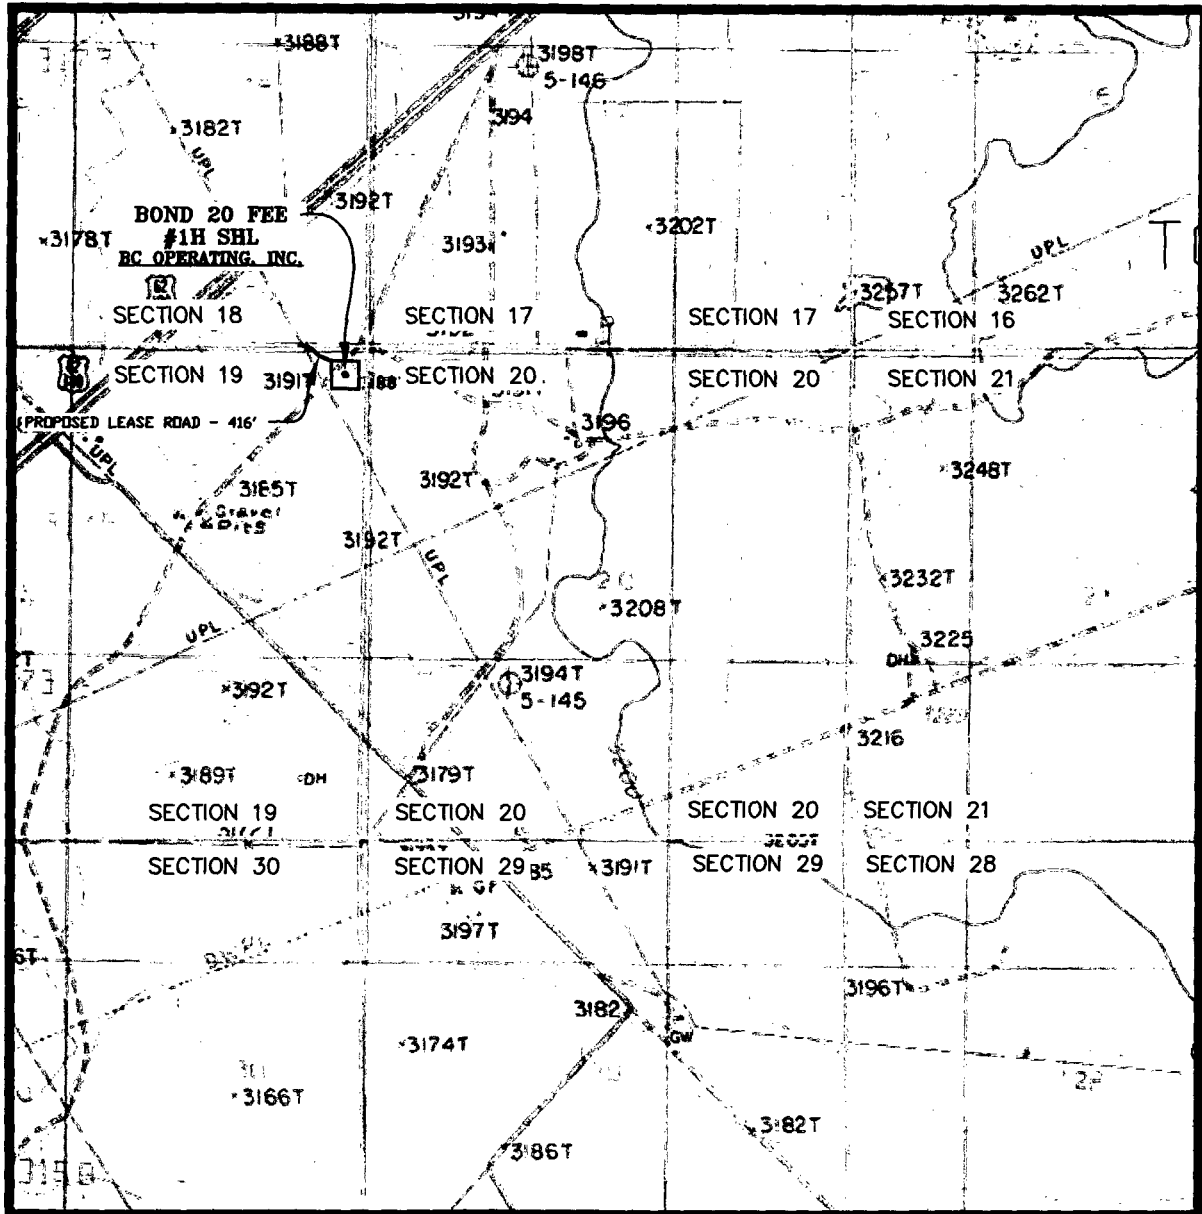 3188T
3198T
5-146
3194
3182T
UPL
3192T
BOND 20 FEE
#1H SHL
BC OPERATING, INC.
3178T
3193
3202T
UPL
62
3257T
3262T
SECTION 18
SECTION 17
SECTION 17
SECTION 16
SECTION 19
3191T
SECTION 20
SECTION 20
SECTION 21
PROPOSED LEASE ROAD - 416'
3196
UPL
3192T
3248T
3185T
Gravel
Pits
3192T
UPL
3232T
3208T
UPL
3225
DH
3194T
5-145
3192T
3216
3189T
DH
3179T
SECTION 19
SECTION 20
SECTION 20
SECTION 21
SECTION 30
SECTION 29
3191T
SECTION 29
SECTION 28
3197T
3196T
3182
GW
3174T
3166T
3182T
3186T